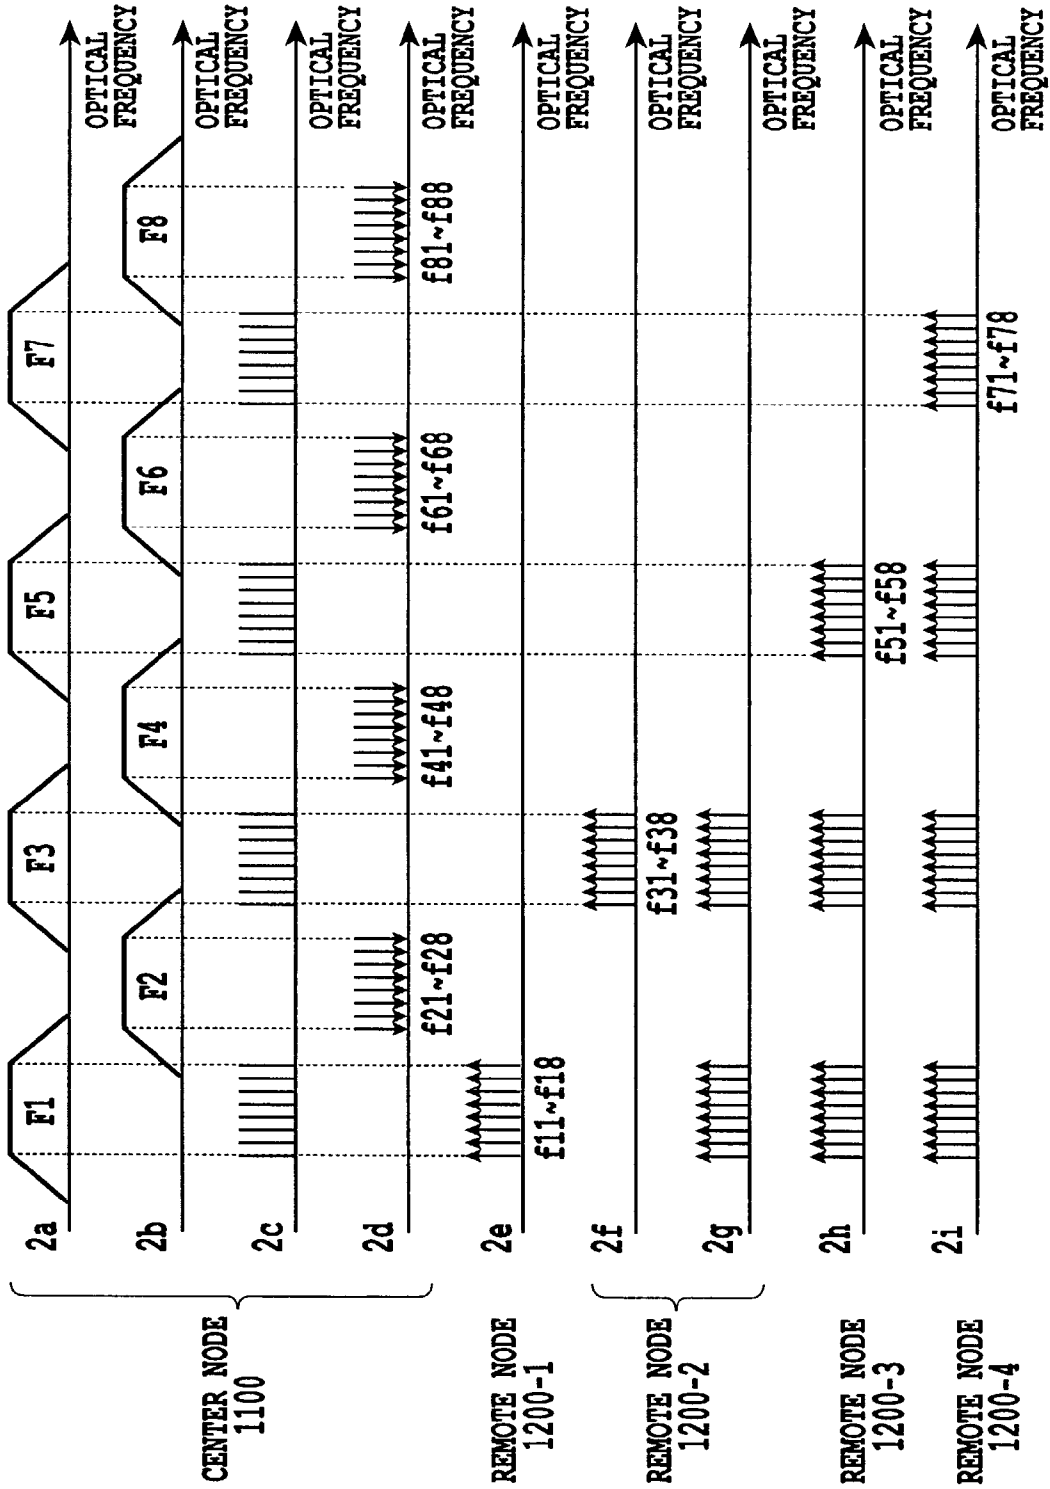 2a
F1
F3
F5
F7
OPTICAL
FREQUENCY
2b
F2
F4
F6
F8
OPTICAL
FREQUENCY
CENTER NODE
1100
2c
OPTICAL
FREQUENCY
2d
f21~f28
f41~f48
f61~f68
f81~f88
OPTICAL
FREQUENCY
REMOTE NODE
1200-1
2e
f11~f18
OPTICAL
FREQUENCY
REMOTE NODE
1200-2
2f
f31~f38
OPTICAL
FREQUENCY
2g
OPTICAL
FREQUENCY
REMOTE NODE
1200-3
2h
f51~f58
OPTICAL
FREQUENCY
REMOTE NODE
1200-4
2i
f71~f78
OPTICAL
FREQUENCY